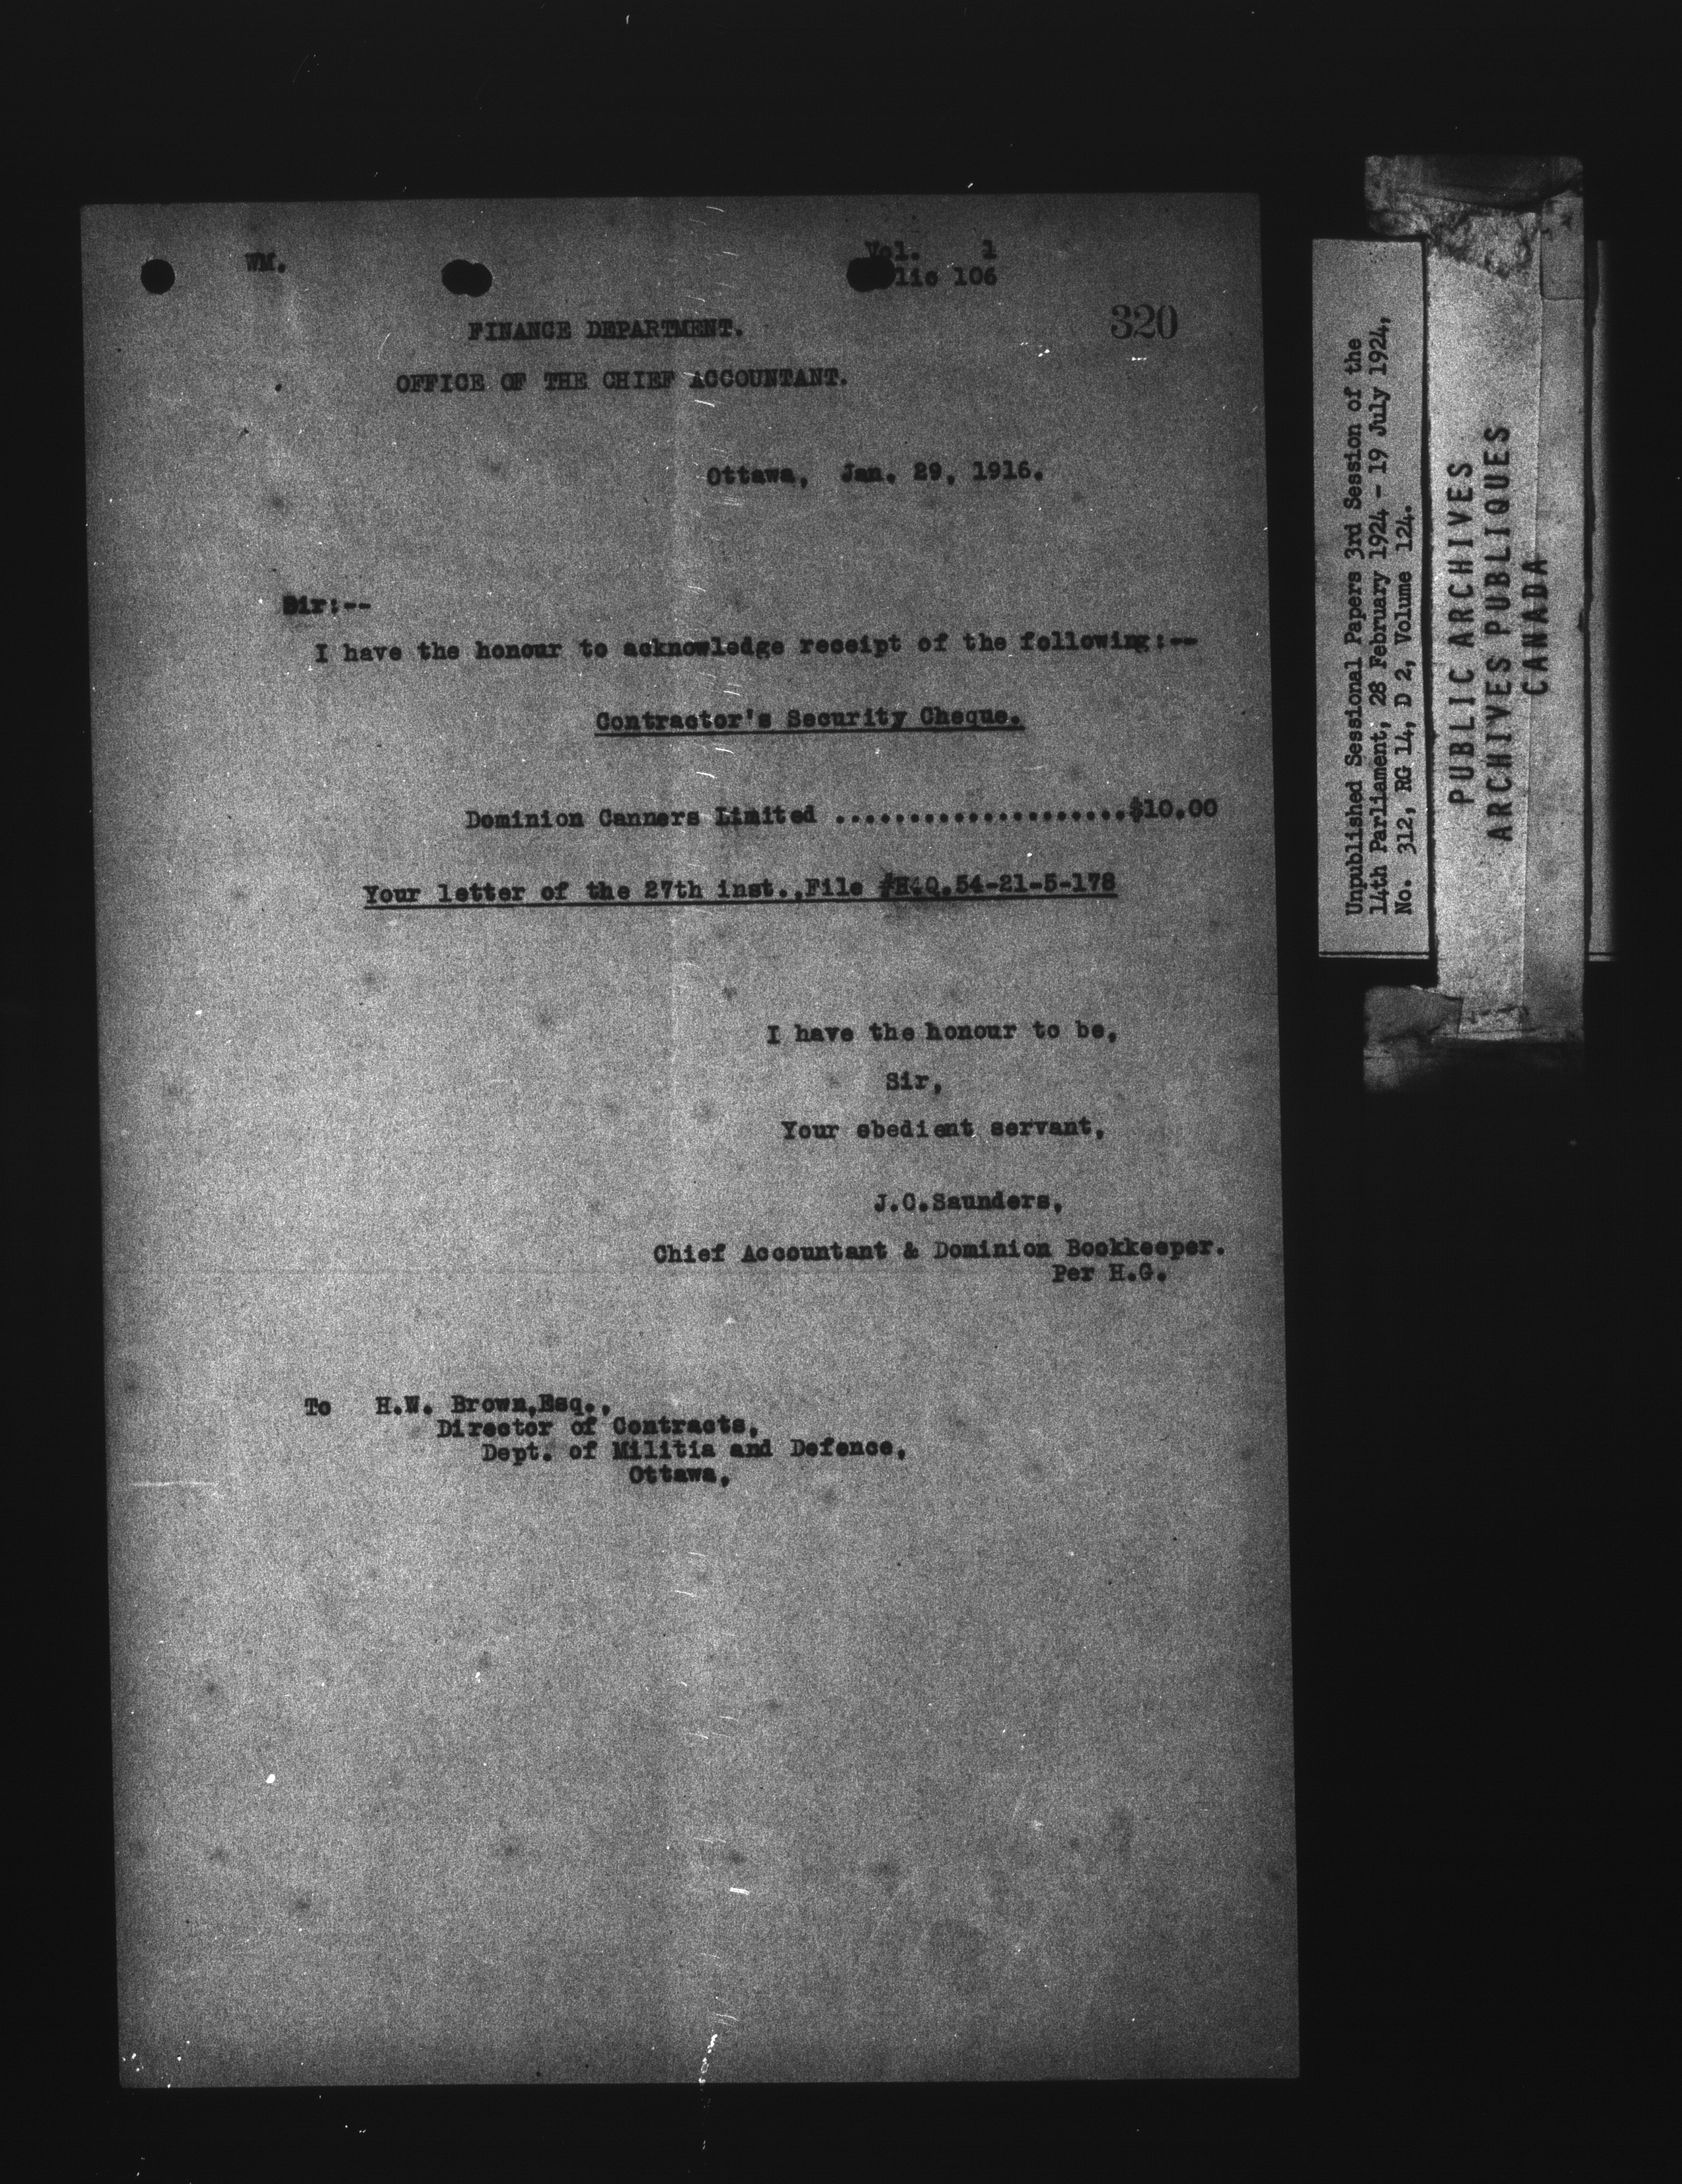 WM.
Vol. 1
lio 106
320
FINANCE DEPARTMENT.
OFFICE OF THE CHIEF ACCOUNTANT.
Ottawa, Jan. 29, 1916.
Sir:--
I have the honour to acknowledge receipt of the following:--
Contractor's Security Cheque.
Dominion Canners Limited ....................$10.00
Your letter of the 27th inst.,File #H.Q.54-21-5-178
I have the honour to be,
Sir,
Your obedient servant,
J.C.Saunders,
Chief Accountant & Dominion Bookkeeper.
Per H.G.
To H.W. Brown,Esq.,
Director of Contracts,
Dept. of Militia and Defence,
Ottawa,
Unpublished Sessional Papers 3rd Session of the
14th Parliament, 28 February 1924 - 19 July 1924,
No. 312, RG 14, D 2, Volume 124.
PUBLIC ARCHIVES
ARCHIVES PUBLIQUES
CANADA